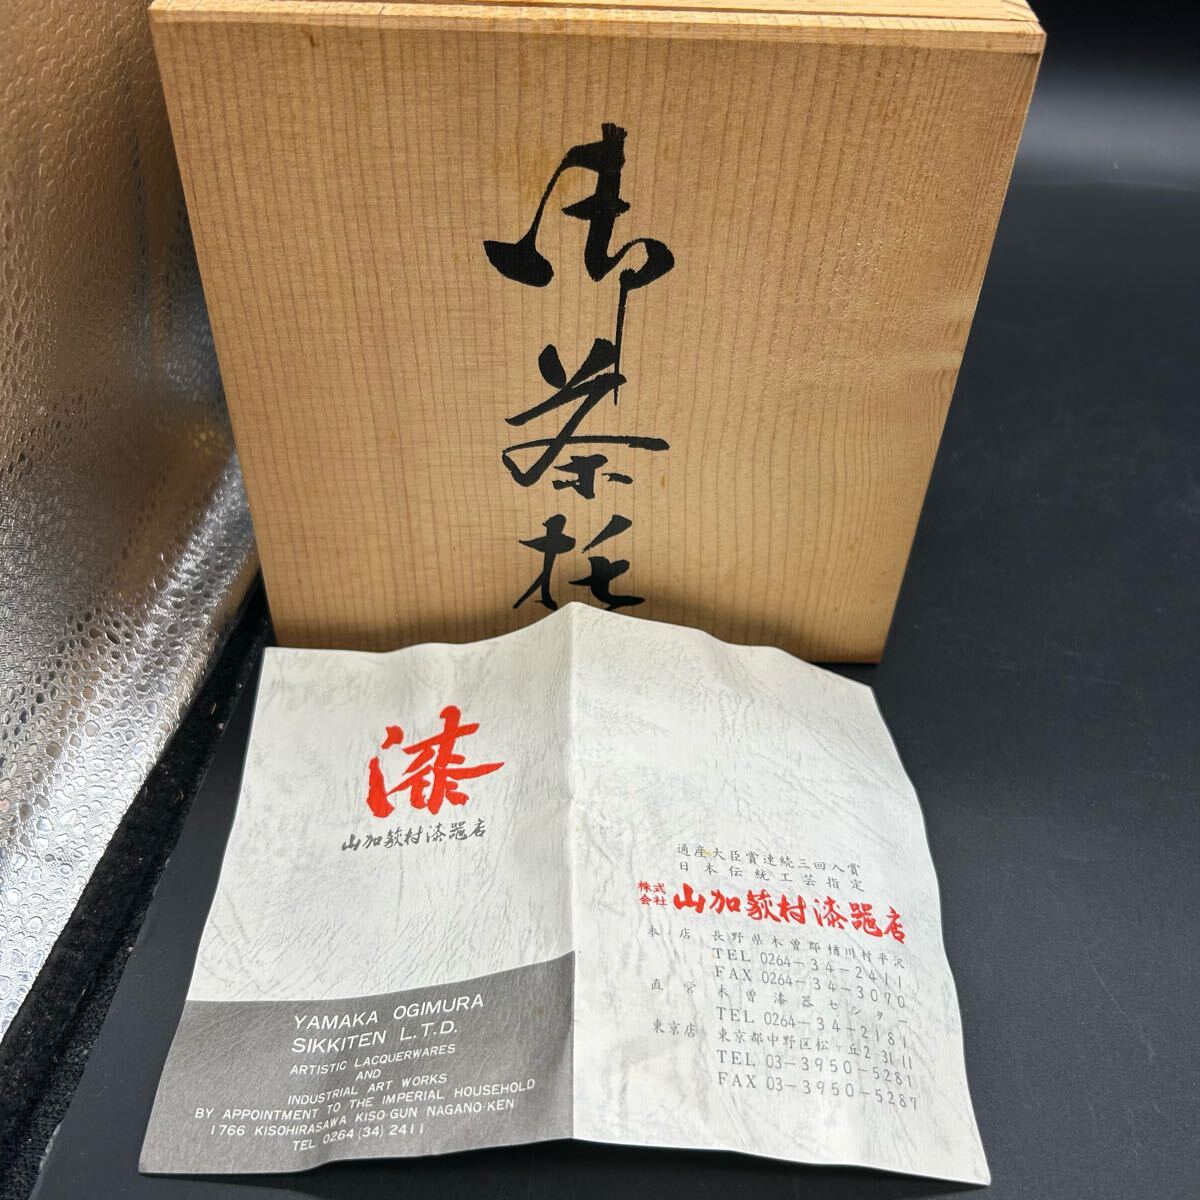 御茶托
漆
山加荻村漆器店
YAMAKA OGIMURA
SIKKITEN L.T.D.
ARTISTIC LACQUERWARES
AND
INDUSTRIAL ART WORKS
BY APPOINTMENT TO THE IMPERIAL HOUSEHOLD
1766 KISOHIRASAWA KISO-GUN NAGANO-KEN
TEL 0264 (34) 2411
通産大臣賞連続三回入賞
日本伝統工芸指定
株式会社 山加荻村漆器店
本店 長野県木曽郡楢川村平沢
TEL 0264-34-2411
FAX 0264-34-3070
直営 木曽漆器センター
TEL 0264-34-2181
東京店 東京都中野区松ヶ丘2-31-11
TEL 03-3950-5281
FAX 03-3950-5287